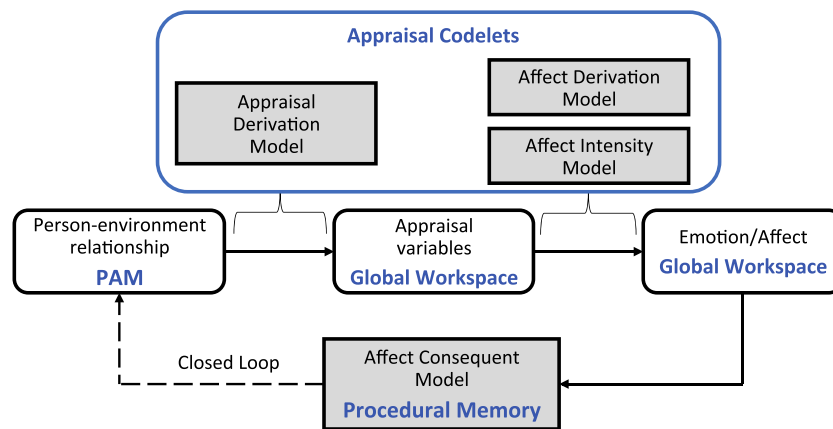 Appraisal Codelets
Appraisal
Derivation
Model
Affect Derivation
Model
Affect Intensity
Model
Person-environment
relationship
PAM
Appraisal
variables
Global Workspace
Emotion/Affect
Global Workspace
Closed Loop
Affect Consequent
Model
Procedural Memory